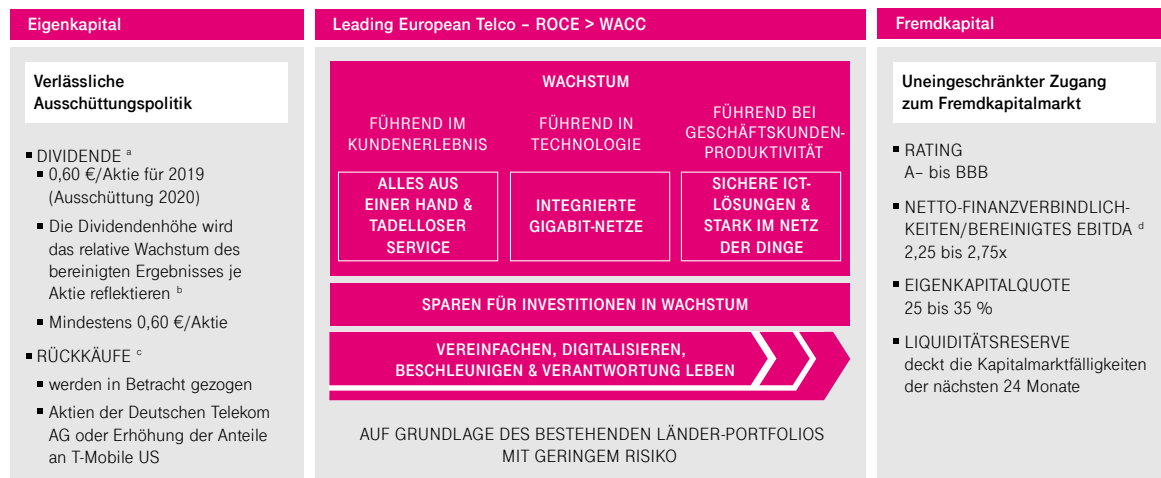 Eigenkapital
Verlässliche
Ausschüttungspolitik
▪ DIVIDENDE ᵃ
▪ 0,60 €/Aktie für 2019
(Ausschüttung 2020)
▪ Die Dividendenhöhe wird
das relative Wachstum des
bereinigten Ergebnisses je
Aktie reflektieren ᵇ
▪ Mindestens 0,60 €/Aktie
▪ RÜCKKÄUFE ᶜ
▪ werden in Betracht gezogen
▪ Aktien der Deutschen Telekom
AG oder Erhöhung der Anteile
an T-Mobile US
Leading European Telco – ROCE > WACC
WACHSTUM
FÜHREND IM
KUNDENERLEBNIS
ALLES AUS
EINER HAND &
TADELLOSER
SERVICE
FÜHREND IN
TECHNOLOGIE
INTEGRIERTE
GIGABIT-NETZE
FÜHREND BEI
GESCHÄFTSKUNDEN-
PRODUKTIVITÄT
SICHERE ICT-
LÖSUNGEN &
STARK IM NETZ
DER DINGE
SPAREN FÜR INVESTITIONEN IN WACHSTUM
VEREINFACHEN, DIGITALISIEREN,
BESCHLEUNIGEN & VERANTWORTUNG LEBEN
AUF GRUNDLAGE DES BESTEHENDEN LÄNDER-PORTFOLIOS
MIT GERINGEM RISIKO
Fremdkapital
Uneingeschränkter Zugang
zum Fremdkapitalmarkt
▪ RATING
A– bis BBB
▪ NETTO-FINANZVERBINDLICH-
KEITEN/BEREINIGTES EBITDA ᵈ
2,25 bis 2,75x
▪ EIGENKAPITALQUOTE
25 bis 35 %
▪ LIQUIDITÄTSRESERVE
deckt die Kapitalmarktfälligkeiten
der nächsten 24 Monate